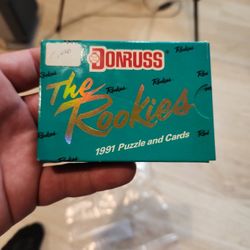 DONRUSS
The
Rookies
1991 Puzzle and Cards